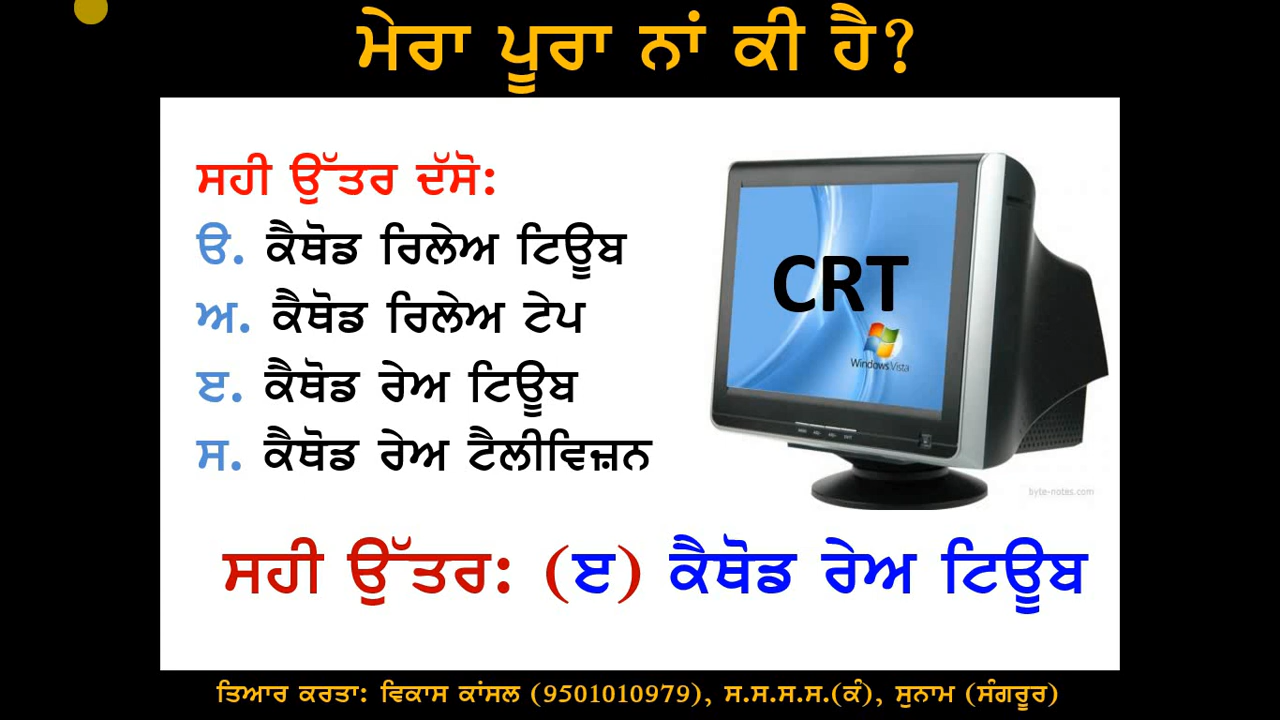 ਮੇਰਾ ਪੂਰਾ ਨਾਂ ਕੀ ਹੈ?
ਸਹੀ ਉੱਤਰ ਦੱਸੋ:
ੳ. ਕੈਥੋਡ ਰਿਲੇਅ ਟਿਊਬ
ਅ. ਕੈਥੋਡ ਰਿਲੇਅ ਟੇਪ
ੲ. ਕੈਥੋਡ ਰੇਅ ਟਿਊਬ
ਸ. ਕੈਥੋਡ ਰੇਅ ਟੈਲੀਵਿਜ਼ਨ
CRT
Windows Vista
byte-notes.com
ਸਹੀ ਉੱਤਰ: (ੲ) ਕੈਥੋਡ ਰੇਅ ਟਿਊਬ
ਤਿਆਰ ਕਰਤਾ: ਵਿਕਾਸ ਕਾਂਸਲ (9501010979), ਸ.ਸ.ਸ.ਸ.(ਕੰ), ਸੁਨਾਮ (ਸੰਗਰੂਰ)